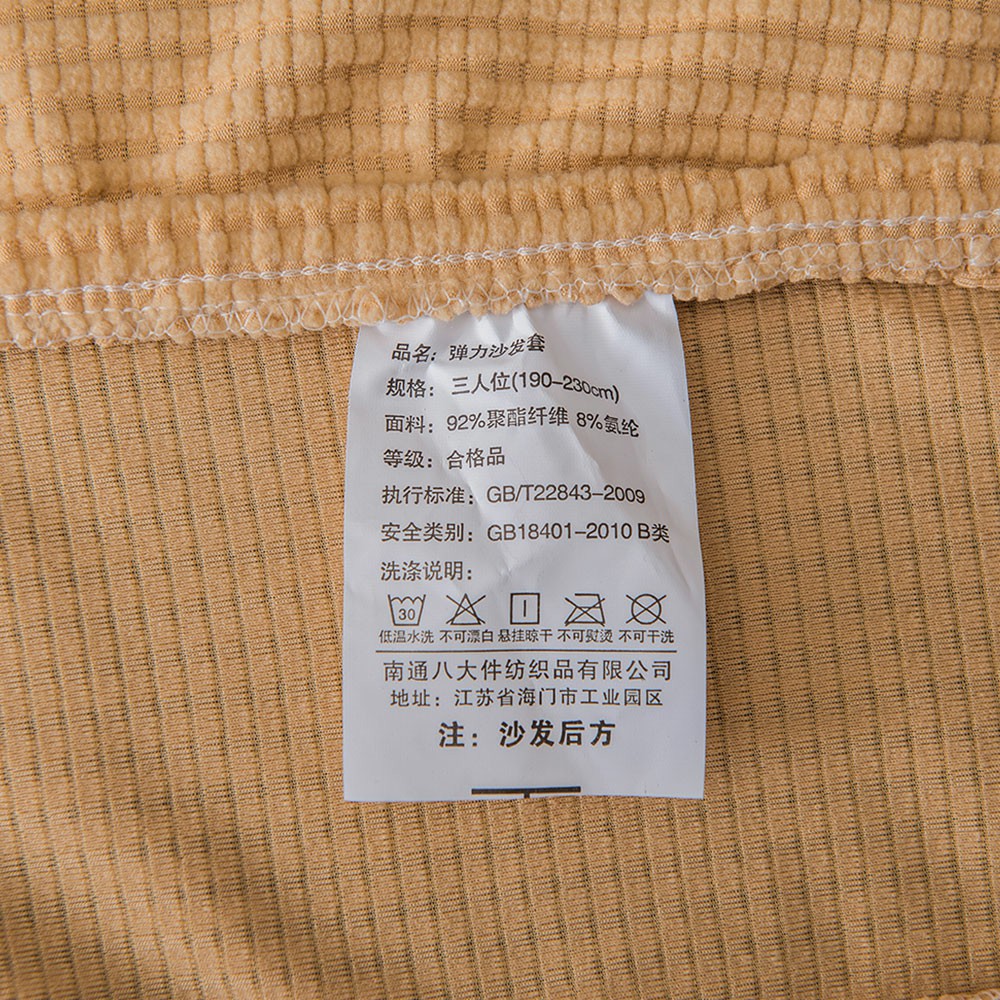 品名：弹力沙发套
规格：三人位(190-230cm)
面料：92%聚酯纤维 8%氨纶
等级：合格品
执行标准：GB/T22843-2009
安全类别：GB18401-2010 B类
洗涤说明：
30
低温水洗 不可漂白 悬挂晾干 不可熨烫 不可干洗
南通八大件纺织品有限公司
地址：江苏省海门市工业园区
注：沙发后方